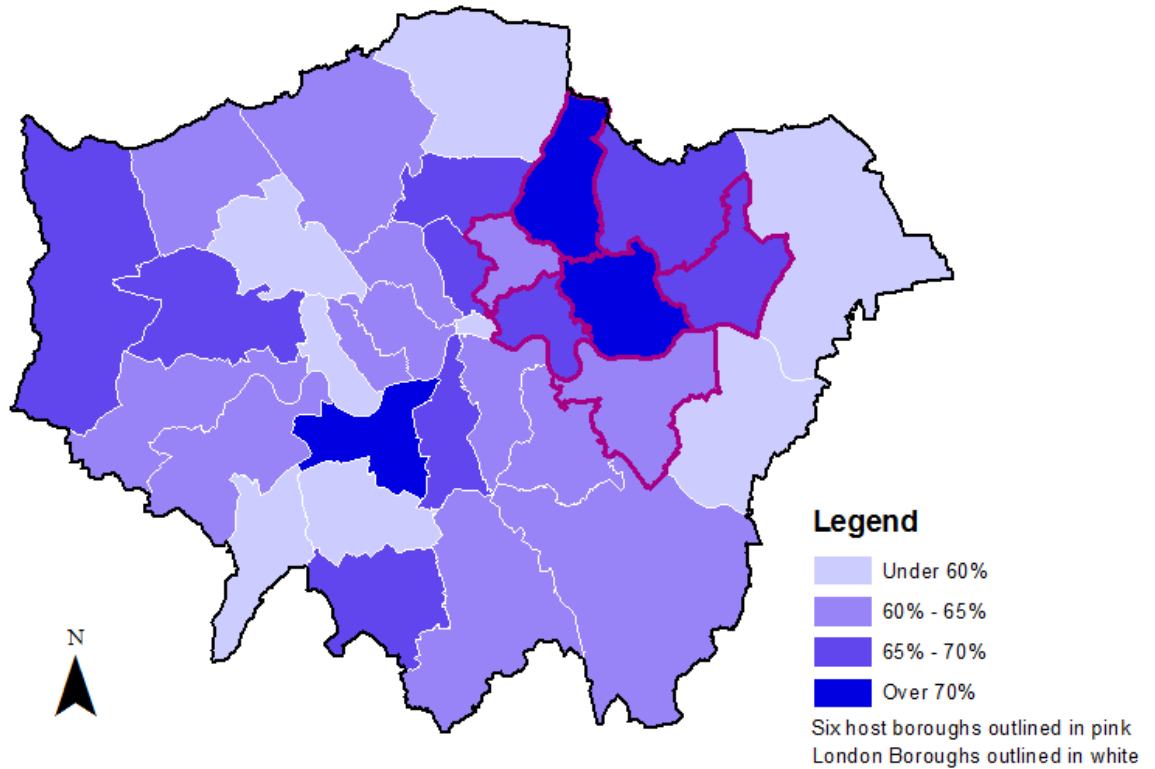 Legend
Under 60%
60% - 65%
65% - 70%
Over 70%
N
Six host boroughs outlined in pink
London Boroughs outlined in white